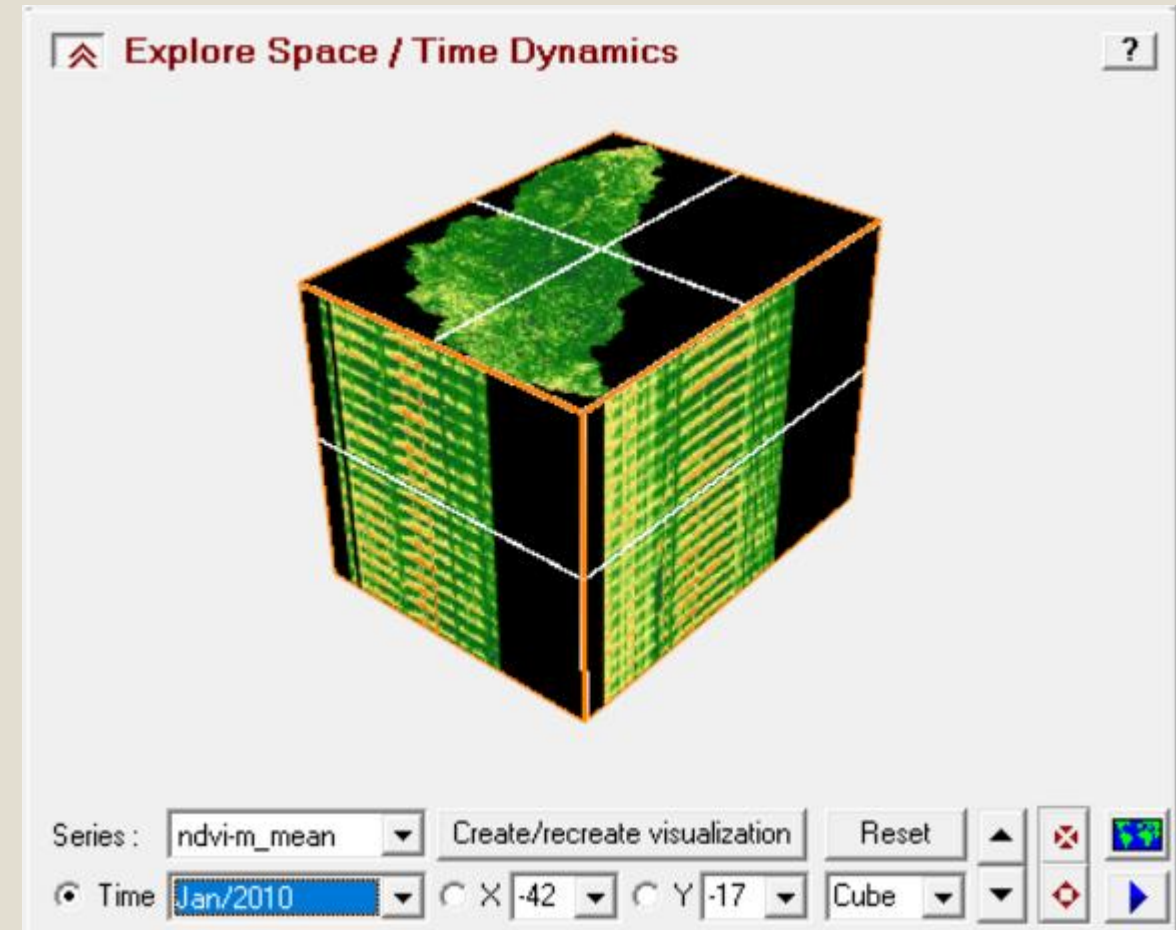 Explore Space / Time Dynamics ?
Series : ndvi-m_mean Create/recreate visualization Reset
Time Jan/2010 X -42 Y -17 Cube